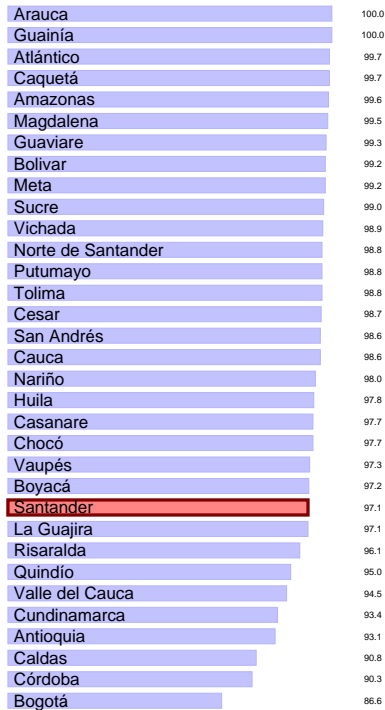 Arauca 100.0
Guainía 100.0
Atlántico 99.7
Caquetá 99.7
Amazonas 99.6
Magdalena 99.5
Guaviare 99.3
Bolivar 99.2
Meta 99.2
Sucre 99.0
Vichada 98.9
Norte de Santander 98.8
Putumayo 98.8
Tolima 98.8
Cesar 98.7
San Andrés 98.6
Cauca 98.6
Nariño 98.0
Huila 97.8
Casanare 97.7
Chocó 97.7
Vaupés 97.3
Boyacá 97.2
Santander 97.1
La Guajira 97.1
Risaralda 96.1
Quindío 95.0
Valle del Cauca 94.5
Cundinamarca 93.4
Antioquia 93.1
Caldas 90.8
Córdoba 90.3
Bogotá 86.6